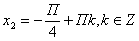 x₂ = -П/4 + Пk, k ∈ Z